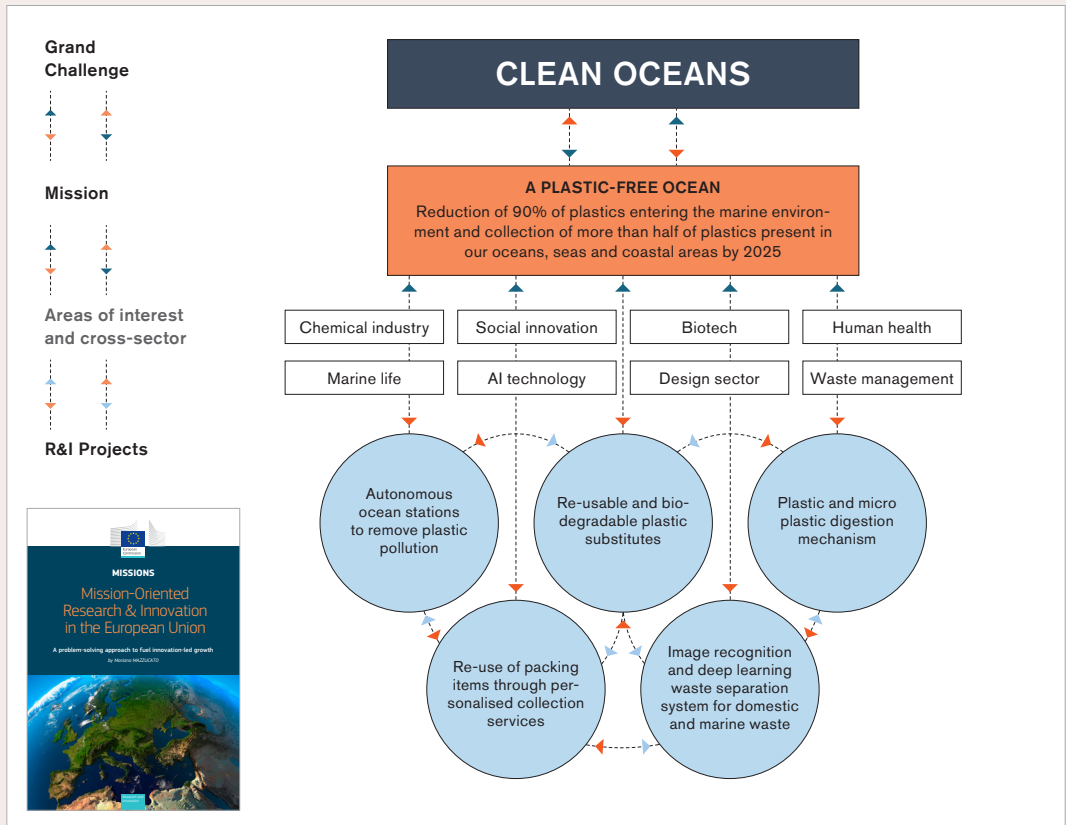 Grand
Challenge
Mission
Areas of interest
and cross-sector
R&I Projects
CLEAN OCEANS
A PLASTIC-FREE OCEAN
Reduction of 90% of plastics entering the marine environ-
ment and collection of more than half of plastics present in
our oceans, seas and coastal areas by 2025
Chemical industry
Social innovation
Biotech
Human health
Marine life
AI technology
Design sector
Waste management
Autonomous
ocean stations
to remove plastic
pollution
Re-usable and bio-
degradable plastic
substitutes
Plastic and micro
plastic digestion
mechanism
Re-use of packing
items through per-
sonalised collection
services
Image recognition
and deep learning
waste separation
system for domestic
and marine waste
European
Commission
MISSIONS
Mission-Oriented
Research & Innovation
in the European Union
A problem-solving approach to fuel innovation-led growth
by Mariana MAZZUCATO